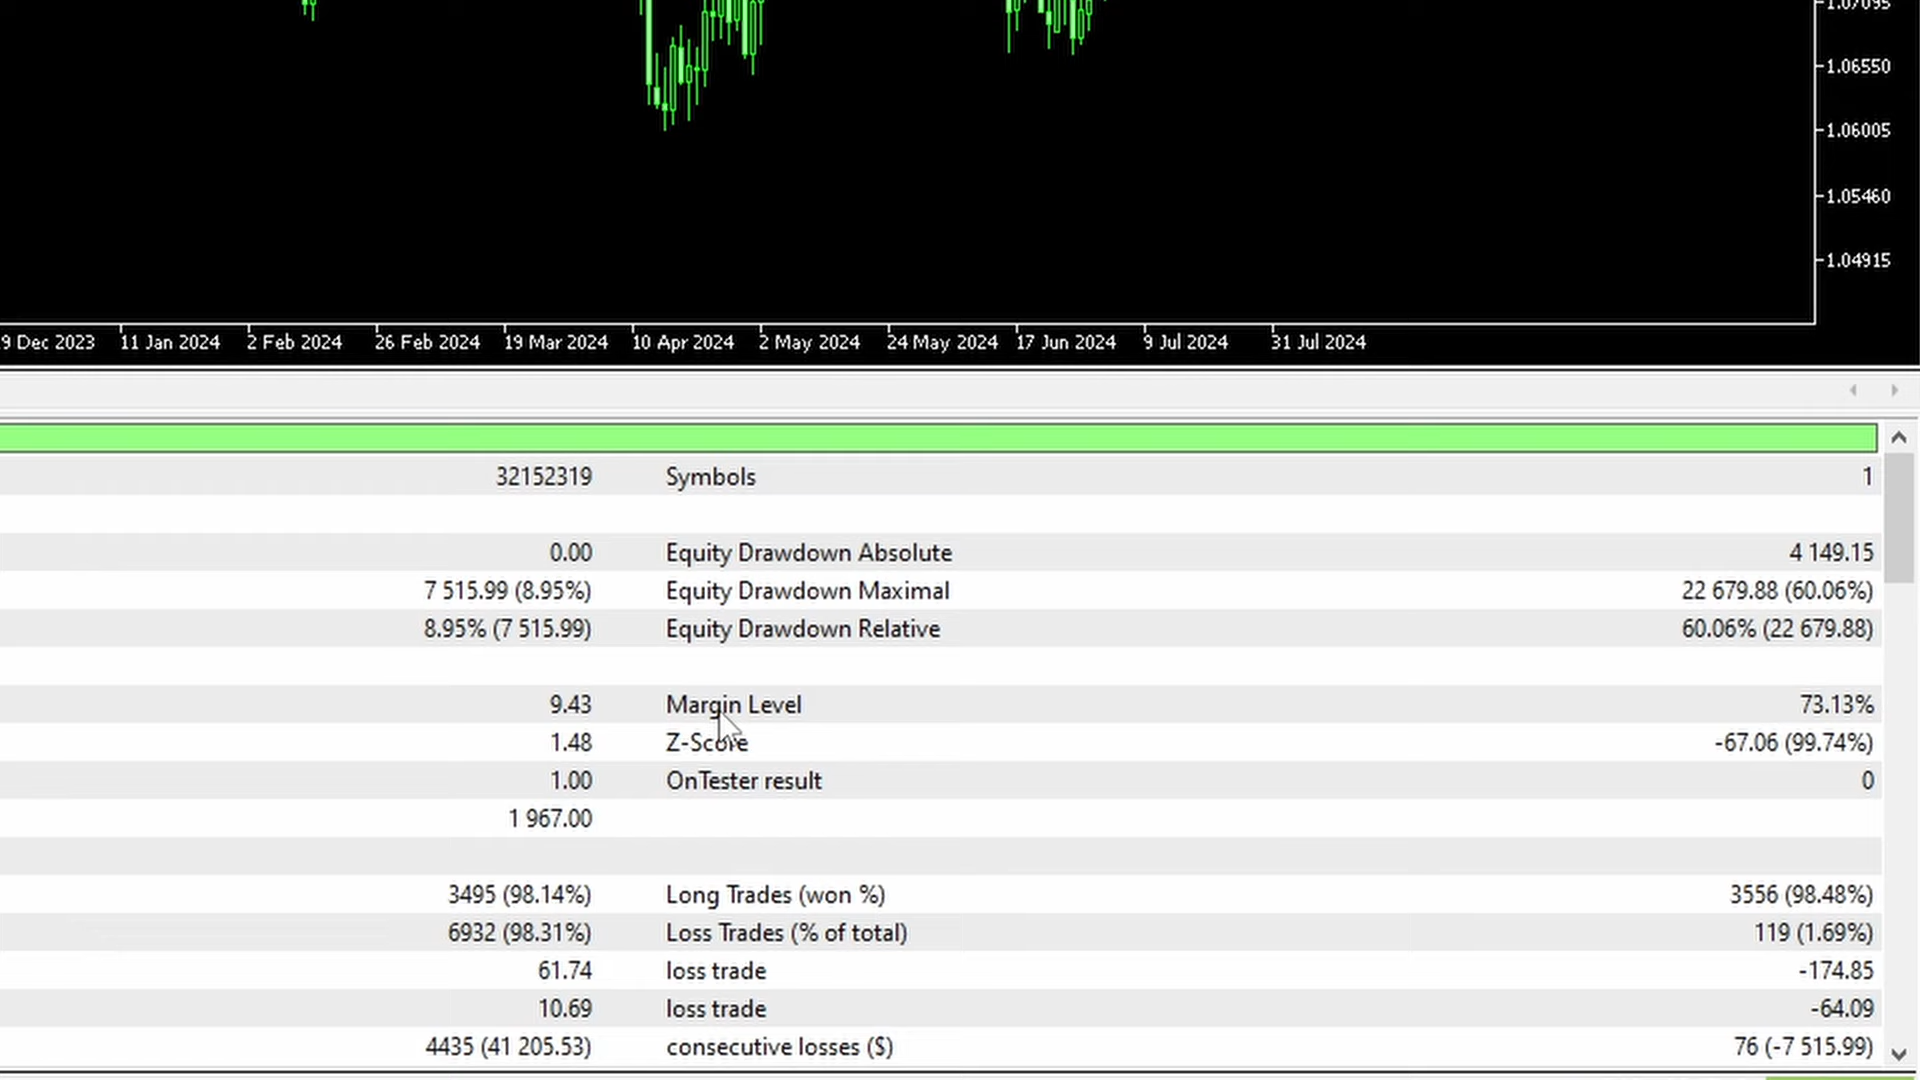 1.07095
1.06550
1.06005
1.05460
1.04915
9 Dec 2023 11 Jan 2024 2 Feb 2024 26 Feb 2024 19 Mar 2024 10 Apr 2024 2 May 2024 24 May 2024 17 Jun 2024 9 Jul 2024 31 Jul 2024
32152319 Symbols 1
0.00 Equity Drawdown Absolute 4 149.15
7 515.99 (8.95%) Equity Drawdown Maximal 22 679.88 (60.06%)
8.95% (7 515.99) Equity Drawdown Relative 60.06% (22 679.88)
9.43 Margin Level 73.13%
1.48 Z-Score -67.06 (99.74%)
1.00 OnTester result 0
1 967.00
3495 (98.14%) Long Trades (won %) 3556 (98.48%)
6932 (98.31%) Loss Trades (% of total) 119 (1.69%)
61.74 loss trade -174.85
10.69 loss trade -64.09
4435 (41 205.53) consecutive losses ($) 76 (-7 515.99)